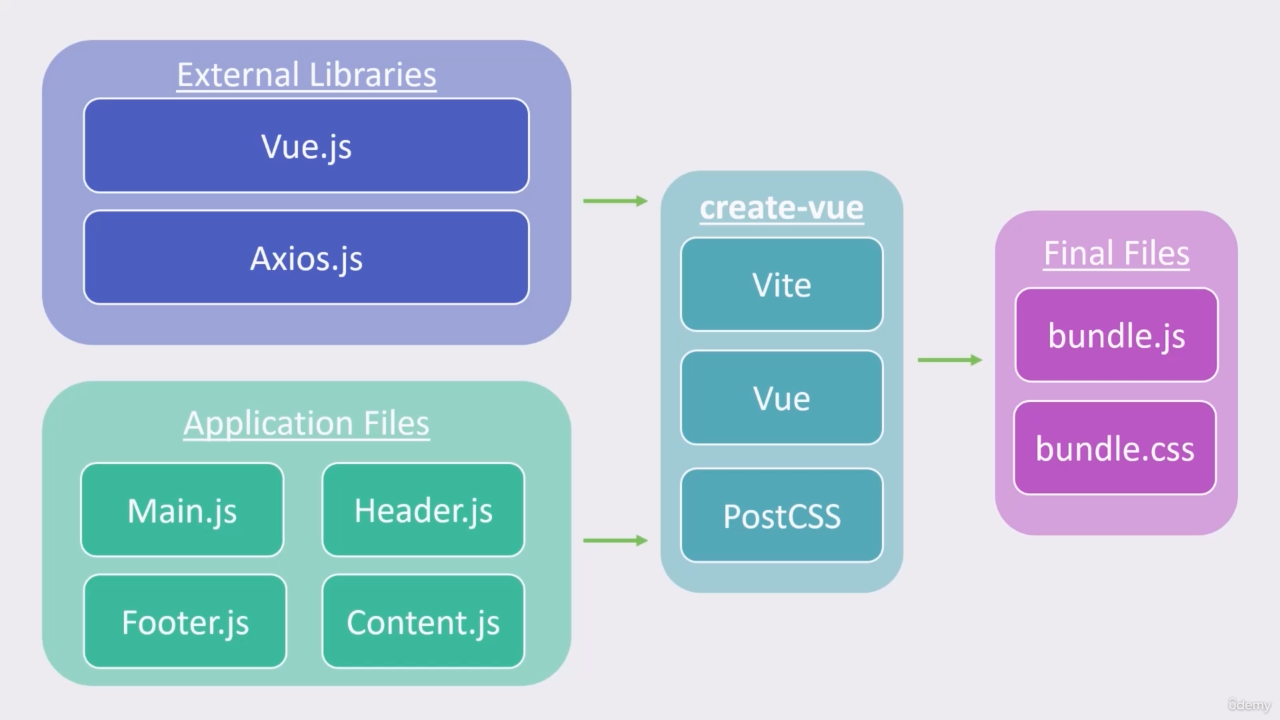 External Libraries
Vue.js
Axios.js
Application Files
Main.js
Header.js
Footer.js
Content.js
create-vue
Vite
Vue
PostCSS
Final Files
bundle.js
bundle.css
ûdemy